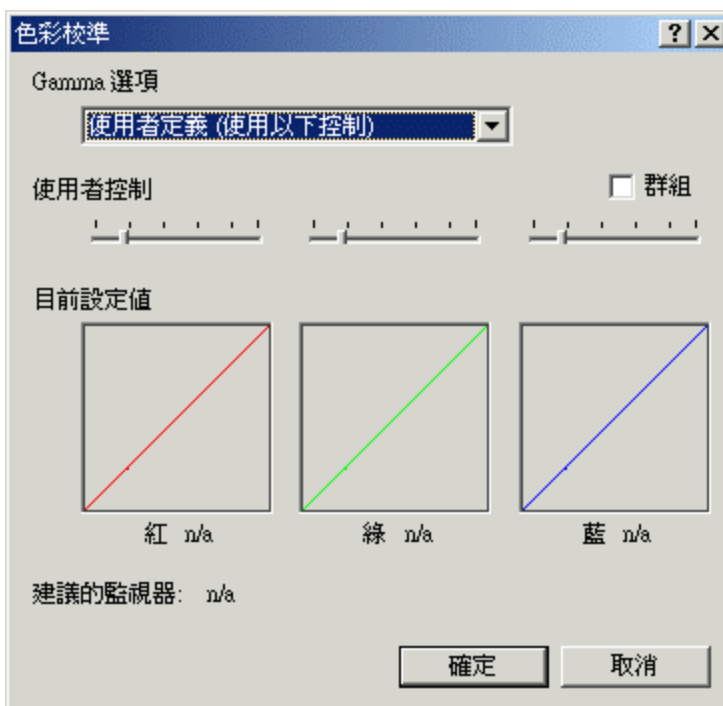 色彩校準
Gamma 選項
使用者定義 (使用以下控制)
使用者控制
群組
目前設定值
紅 n/a
綠 n/a
藍 n/a
建議的監視器: n/a
確定
取消